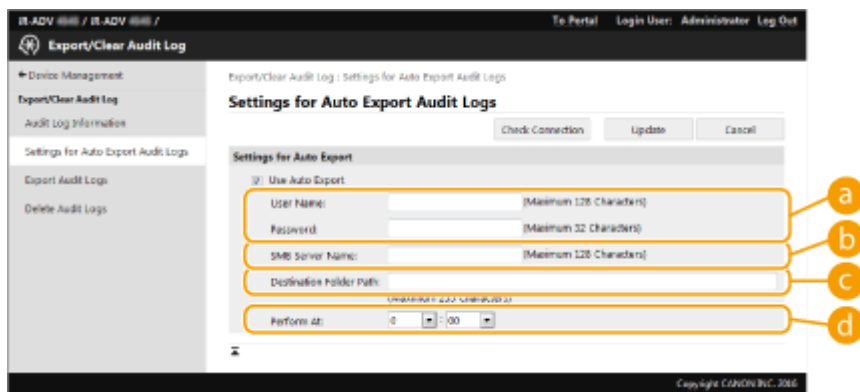 iR-ADV / iR-ADV /
To Portal Login User: Administrator Log Out
Export/Clear Audit Log
Device Management
Export/Clear Audit Log
Audit Log Information
Settings for Auto Export Audit Logs
Export Audit Logs
Delete Audit Logs
Export/Clear Audit Log : Settings for Auto Export Audit Logs
Settings for Auto Export Audit Logs
Check Connection Update Cancel
Settings for Auto Export
Use Auto Export
User Name: (Maximum 128 Characters)
Password: (Maximum 32 Characters)
a
SMB Server Name: (Maximum 128 Characters)
b
Destination Folder Path:
(Maximum 255 Characters)
c
Perform At: 0 : 00
d
Copyright CANON INC. 2016